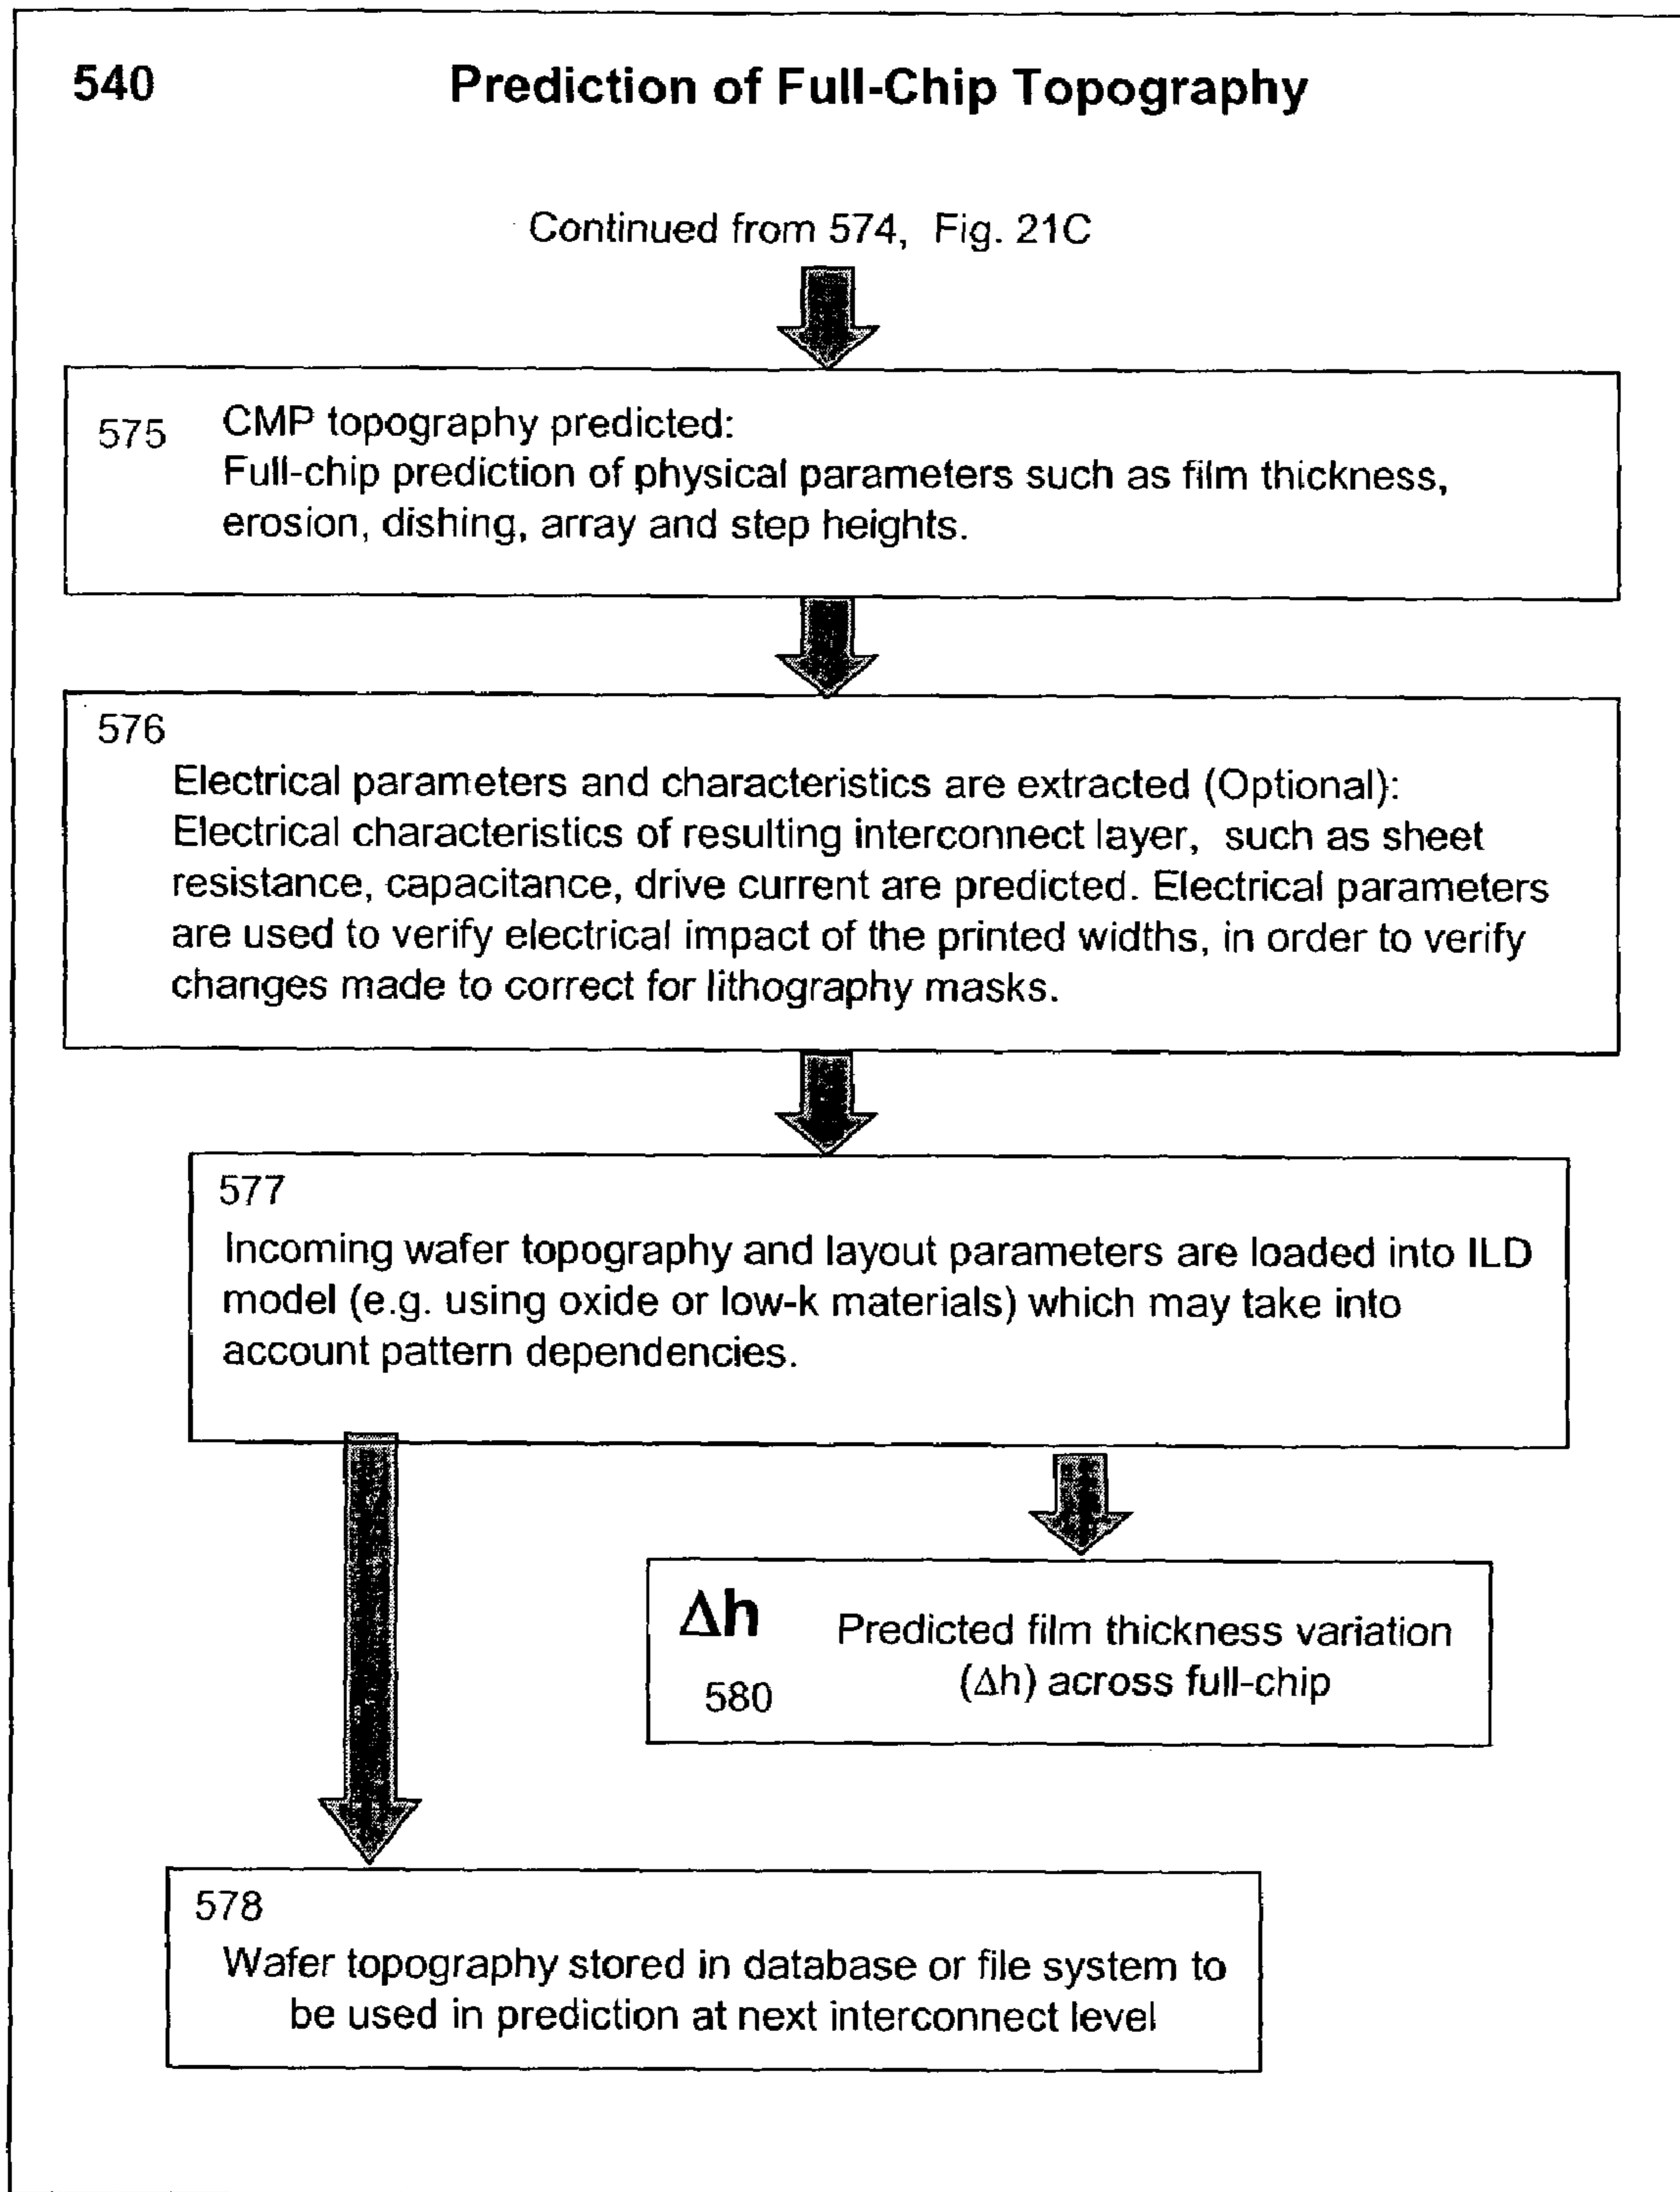 540 Prediction of Full-Chip Topography
Continued from 574, Fig. 21C
575 CMP topography predicted:
Full-chip prediction of physical parameters such as film thickness,
erosion, dishing, array and step heights.
576
Electrical parameters and characteristics are extracted (Optional):
Electrical characteristics of resulting interconnect layer, such as sheet
resistance, capacitance, drive current are predicted. Electrical parameters
are used to verify electrical impact of the printed widths, in order to verify
changes made to correct for lithography masks.
577
Incoming wafer topography and layout parameters are loaded into ILD
model (e.g. using oxide or low-k materials) which may take into
account pattern dependencies.
Δh
580
Predicted film thickness variation
(Δh) across full-chip
578
Wafer topography stored in database or file system to
be used in prediction at next interconnect level